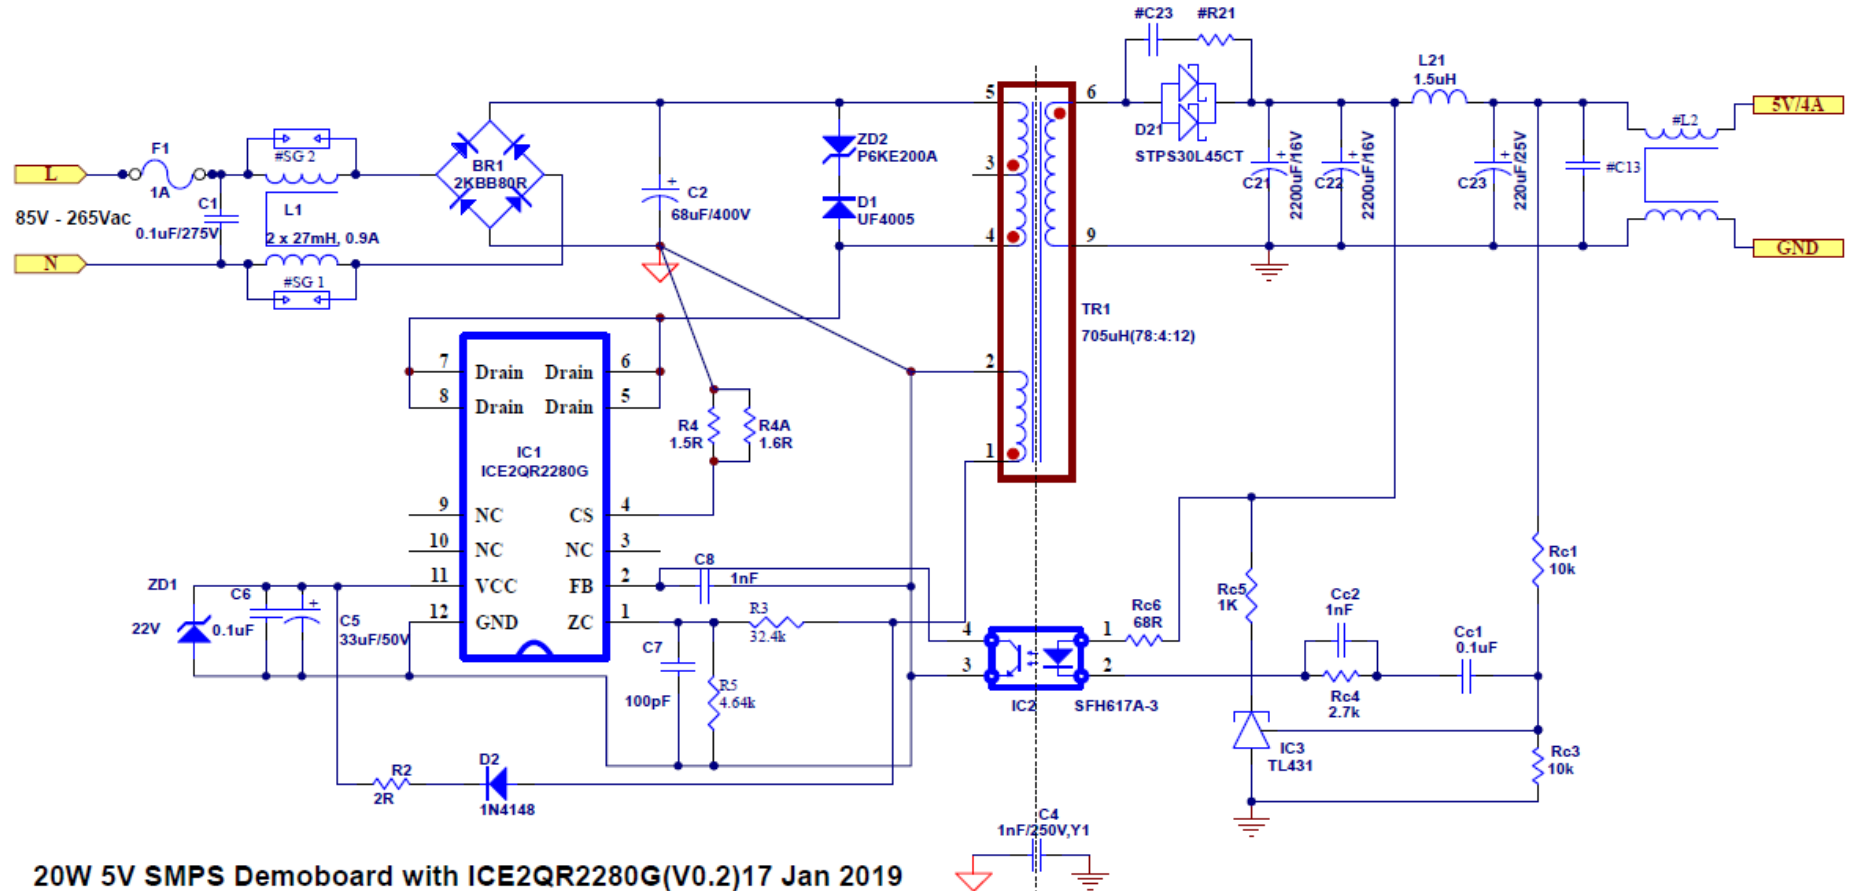 #C23 #R21
L21
1.5uH
5 6
5V/4A
#L2
F1
#SG2
L
1A
BR1
2KBB80R
ZD2
P6KE200A
D21
STPS30L45CT
3
+
C2
68uF/400V
D1
UF4005
+
C21
2200uF/16V
+
C22
2200uF/16V
+
C23
220uF/25V
#C13
85V - 265Vac
C1
0.1uF/275V
L1
2 x 27mH, 0.9A
4 9
GND
N
#SG1
TR1
705uH(78:4:12)
7 Drain Drain 6
8 Drain Drain 5
2
R4
1.5R
R4A
1.6R
IC1
ICE2QR2280G
1
9 NC CS 4
10 NC NC 3
C8
1nF
11 VCC FB 2
12 GND ZC 1
ZD1
22V
C6
0.1uF
+
C5
33uF/50V
R3
32.4k
C7
100pF
R5
4.64k
4 1
3 2
IC2 SFH617A-3
Rc6
68R
Rc5
1K
Cc2
1nF
Rc4
2.7k
Cc1
0.1uF
Rc1
10k
Rc3
10k
IC3
TL431
R2
2R
D2
1N4148
C4
1nF/250V,Y1
20W 5V SMPS Demoboard with ICE2QR2280G(V0.2)17 Jan 2019